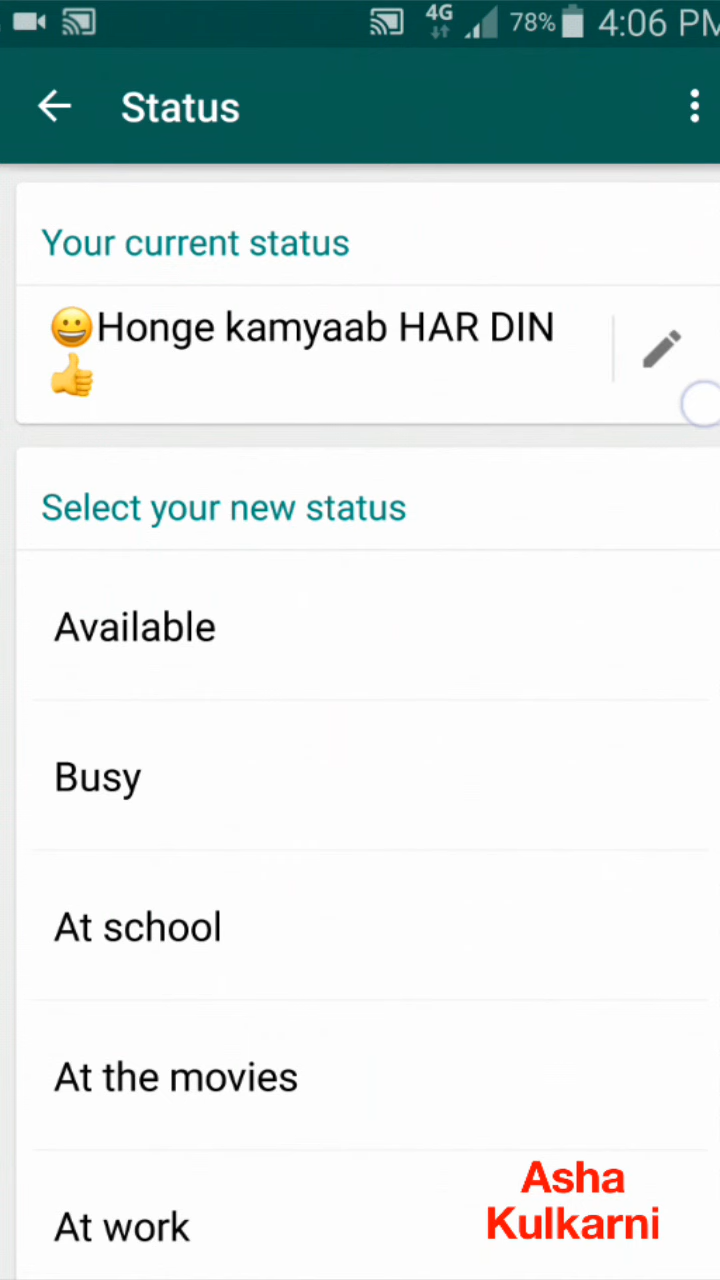 4G 78% 4:06 PM
Status
Your current status
😀Honge kamyaab HAR DIN
👍
Select your new status
Available
Busy
At school
At the movies
At work
Asha
Kulkarni